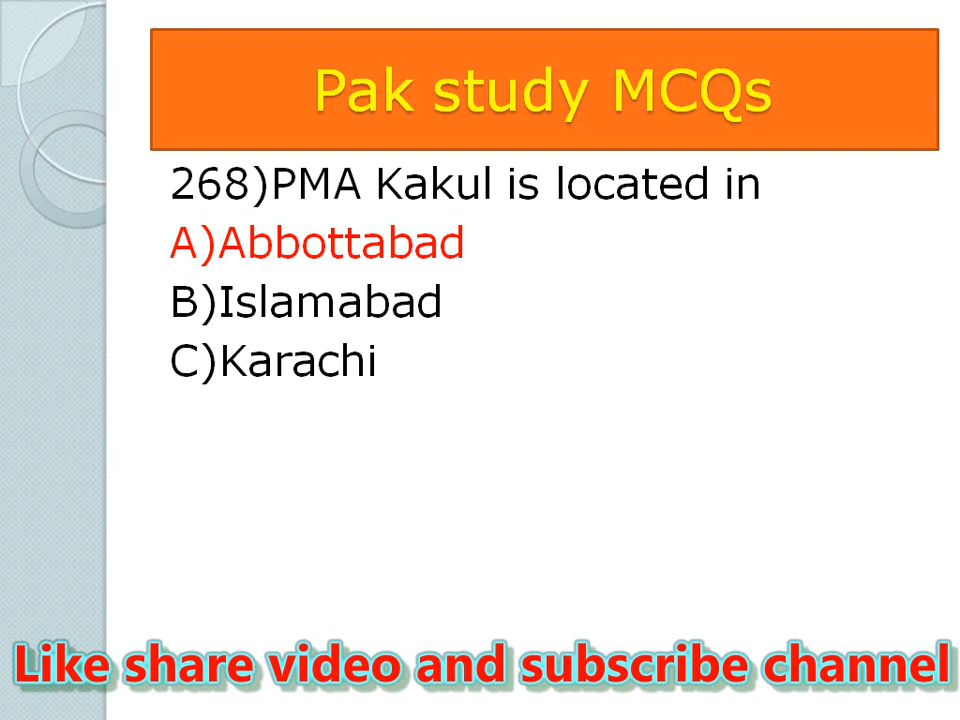 Pak study MCQs
268)PMA Kakul is located in
A)Abbottabad
B)Islamabad
C)Karachi
Like share video and subscribe channel